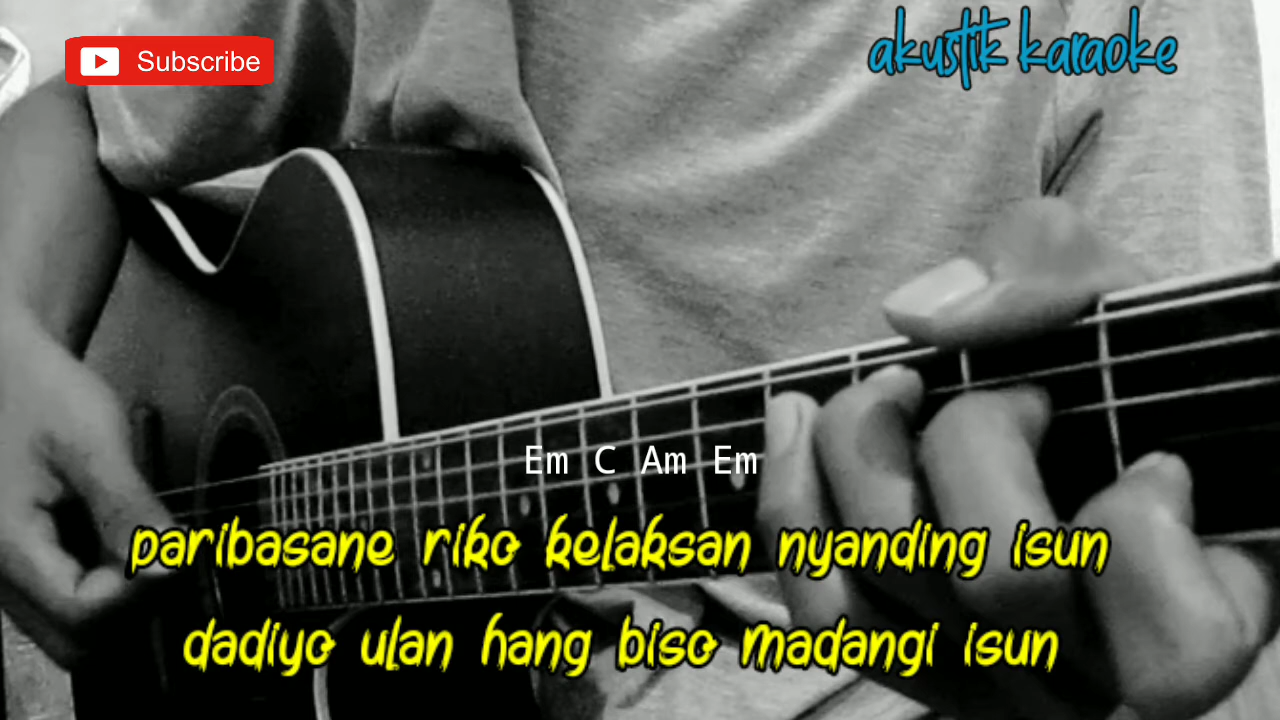 Subscribe
akustik karaoke
Em C Am Em
paribasane riko kelaksan nyanding isun
dadiyo ulan hang biso madangi isun